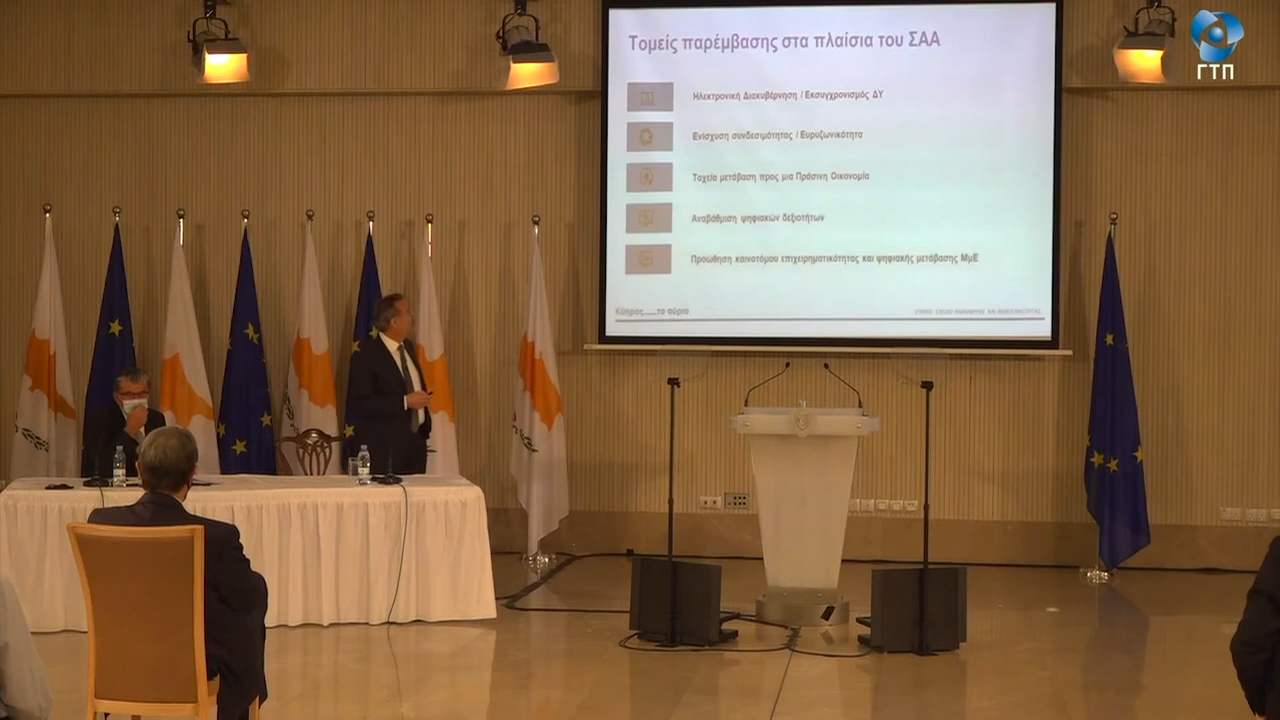 Τομείς παρέμβασης στα πλαίσια του ΣΑΑ
ΓΤΠ
Ηλεκτρονική Διακυβέρνηση / Εκσυγχρονισμός ΔΥ
Ενίσχυση συνδεσιμότητας / Ευρυζωνικότητα
Ταχεία μετάβαση προς μια Πράσινη Οικονομία
Αναβάθμιση ψηφιακών δεξιοτήτων
Προώθηση καινοτόμου επιχειρηματικότητας και ψηφιακής μετάβασης ΜμΕ
Κύπρος......το αύριο